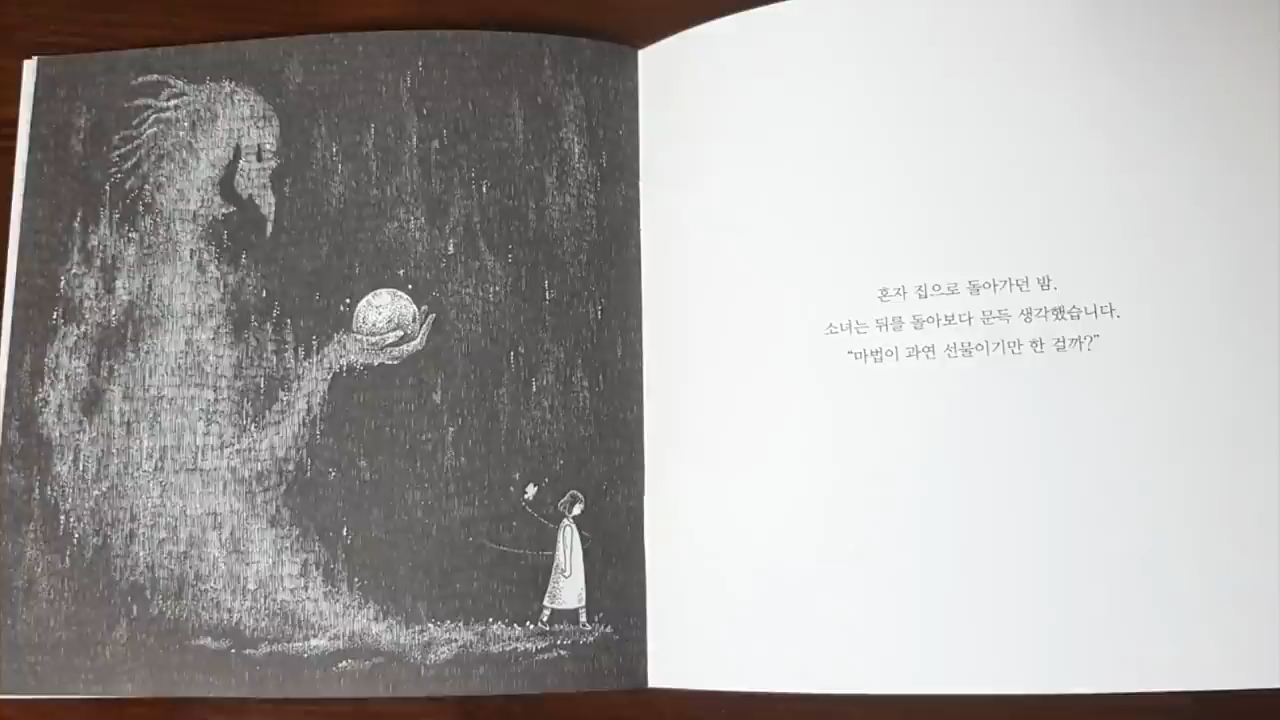 혼자 집으로 돌아가던 밤.
소녀는 뒤를 돌아보다 문득 생각했습니다.
“마법이 과연 선물이기만 한 걸까?”